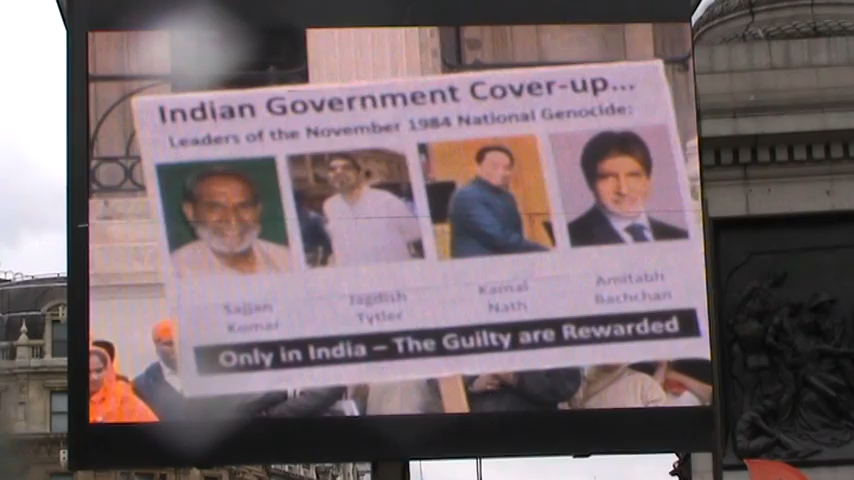 Indian Government Cover-up...
Leaders of the November 1984 National Genocide:
Sajjan
Kumar
Jagdish
Tytler
Kamal
Nath
Amitabh
Bachchan
Only in India – The Guilty are Rewarded